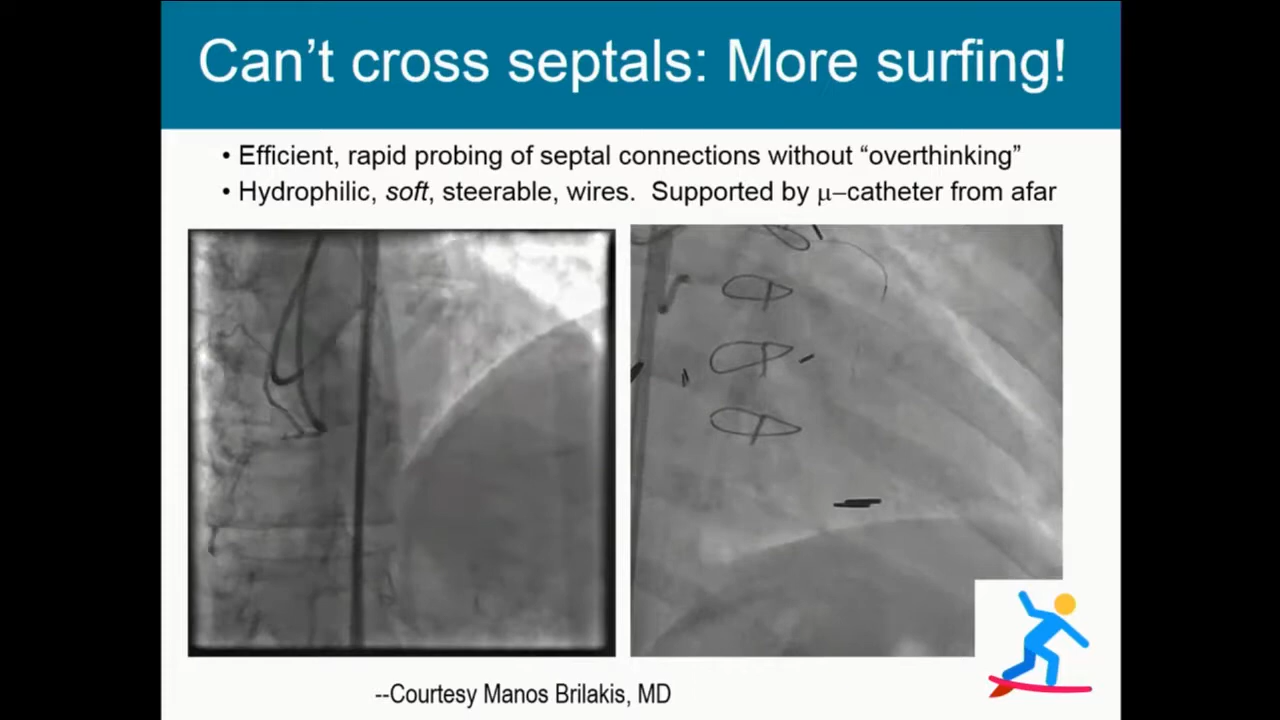 Can’t cross septals: More surfing!
• Efficient, rapid probing of septal connections without “overthinking”
• Hydrophilic, soft, steerable, wires. Supported by μ–catheter from afar
--Courtesy Manos Brilakis, MD